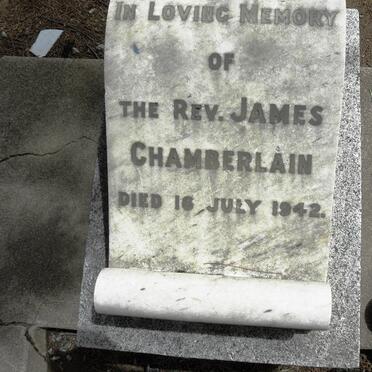 IN LOVING MEMORY
OF
THE REV. JAMES
CHAMBERLAIN
DIED 16 JULY 1942.